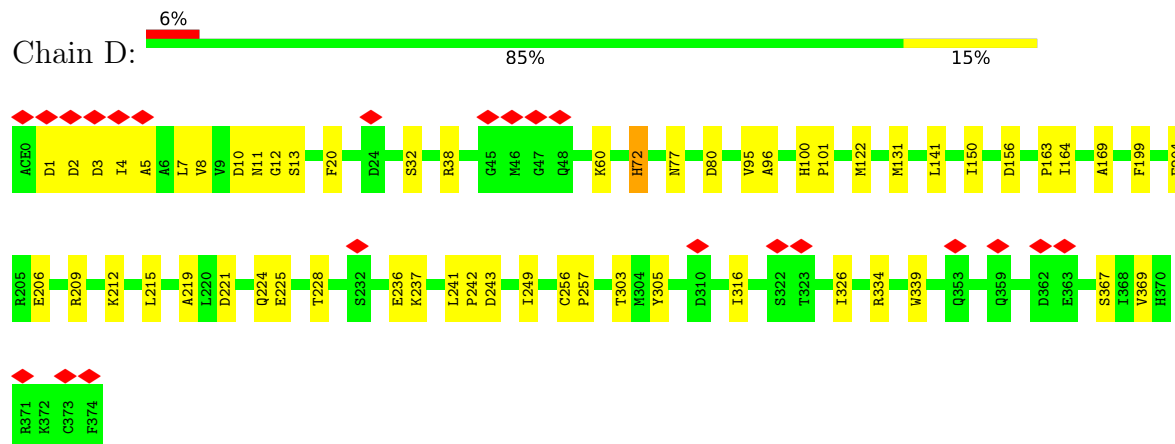 6%
Chain D:
85% 15%
ACE0 D1 D2 D3 I4 A5 A6 L7 V8 V9 D10 N11 G12 S13 F20 D24 S32 R38 G45 M46 G47 Q48 K60 H72 N77 D80 V95 A96 H100 P101 M122 M131 L141 I150 D156 P163 I164 A169 F199
R205 E206 R209 K212 L215 A219 L220 D221 Q224 E225 T228 S232 E236 K237 L241 P242 D243 I249 C256 P257 T303 M304 Y305 D310 I316 S322 T323 I326 R334 W339 Q353 Q359 D362 E363 S367 I368 V369 H370
R371 K372 C373 F374